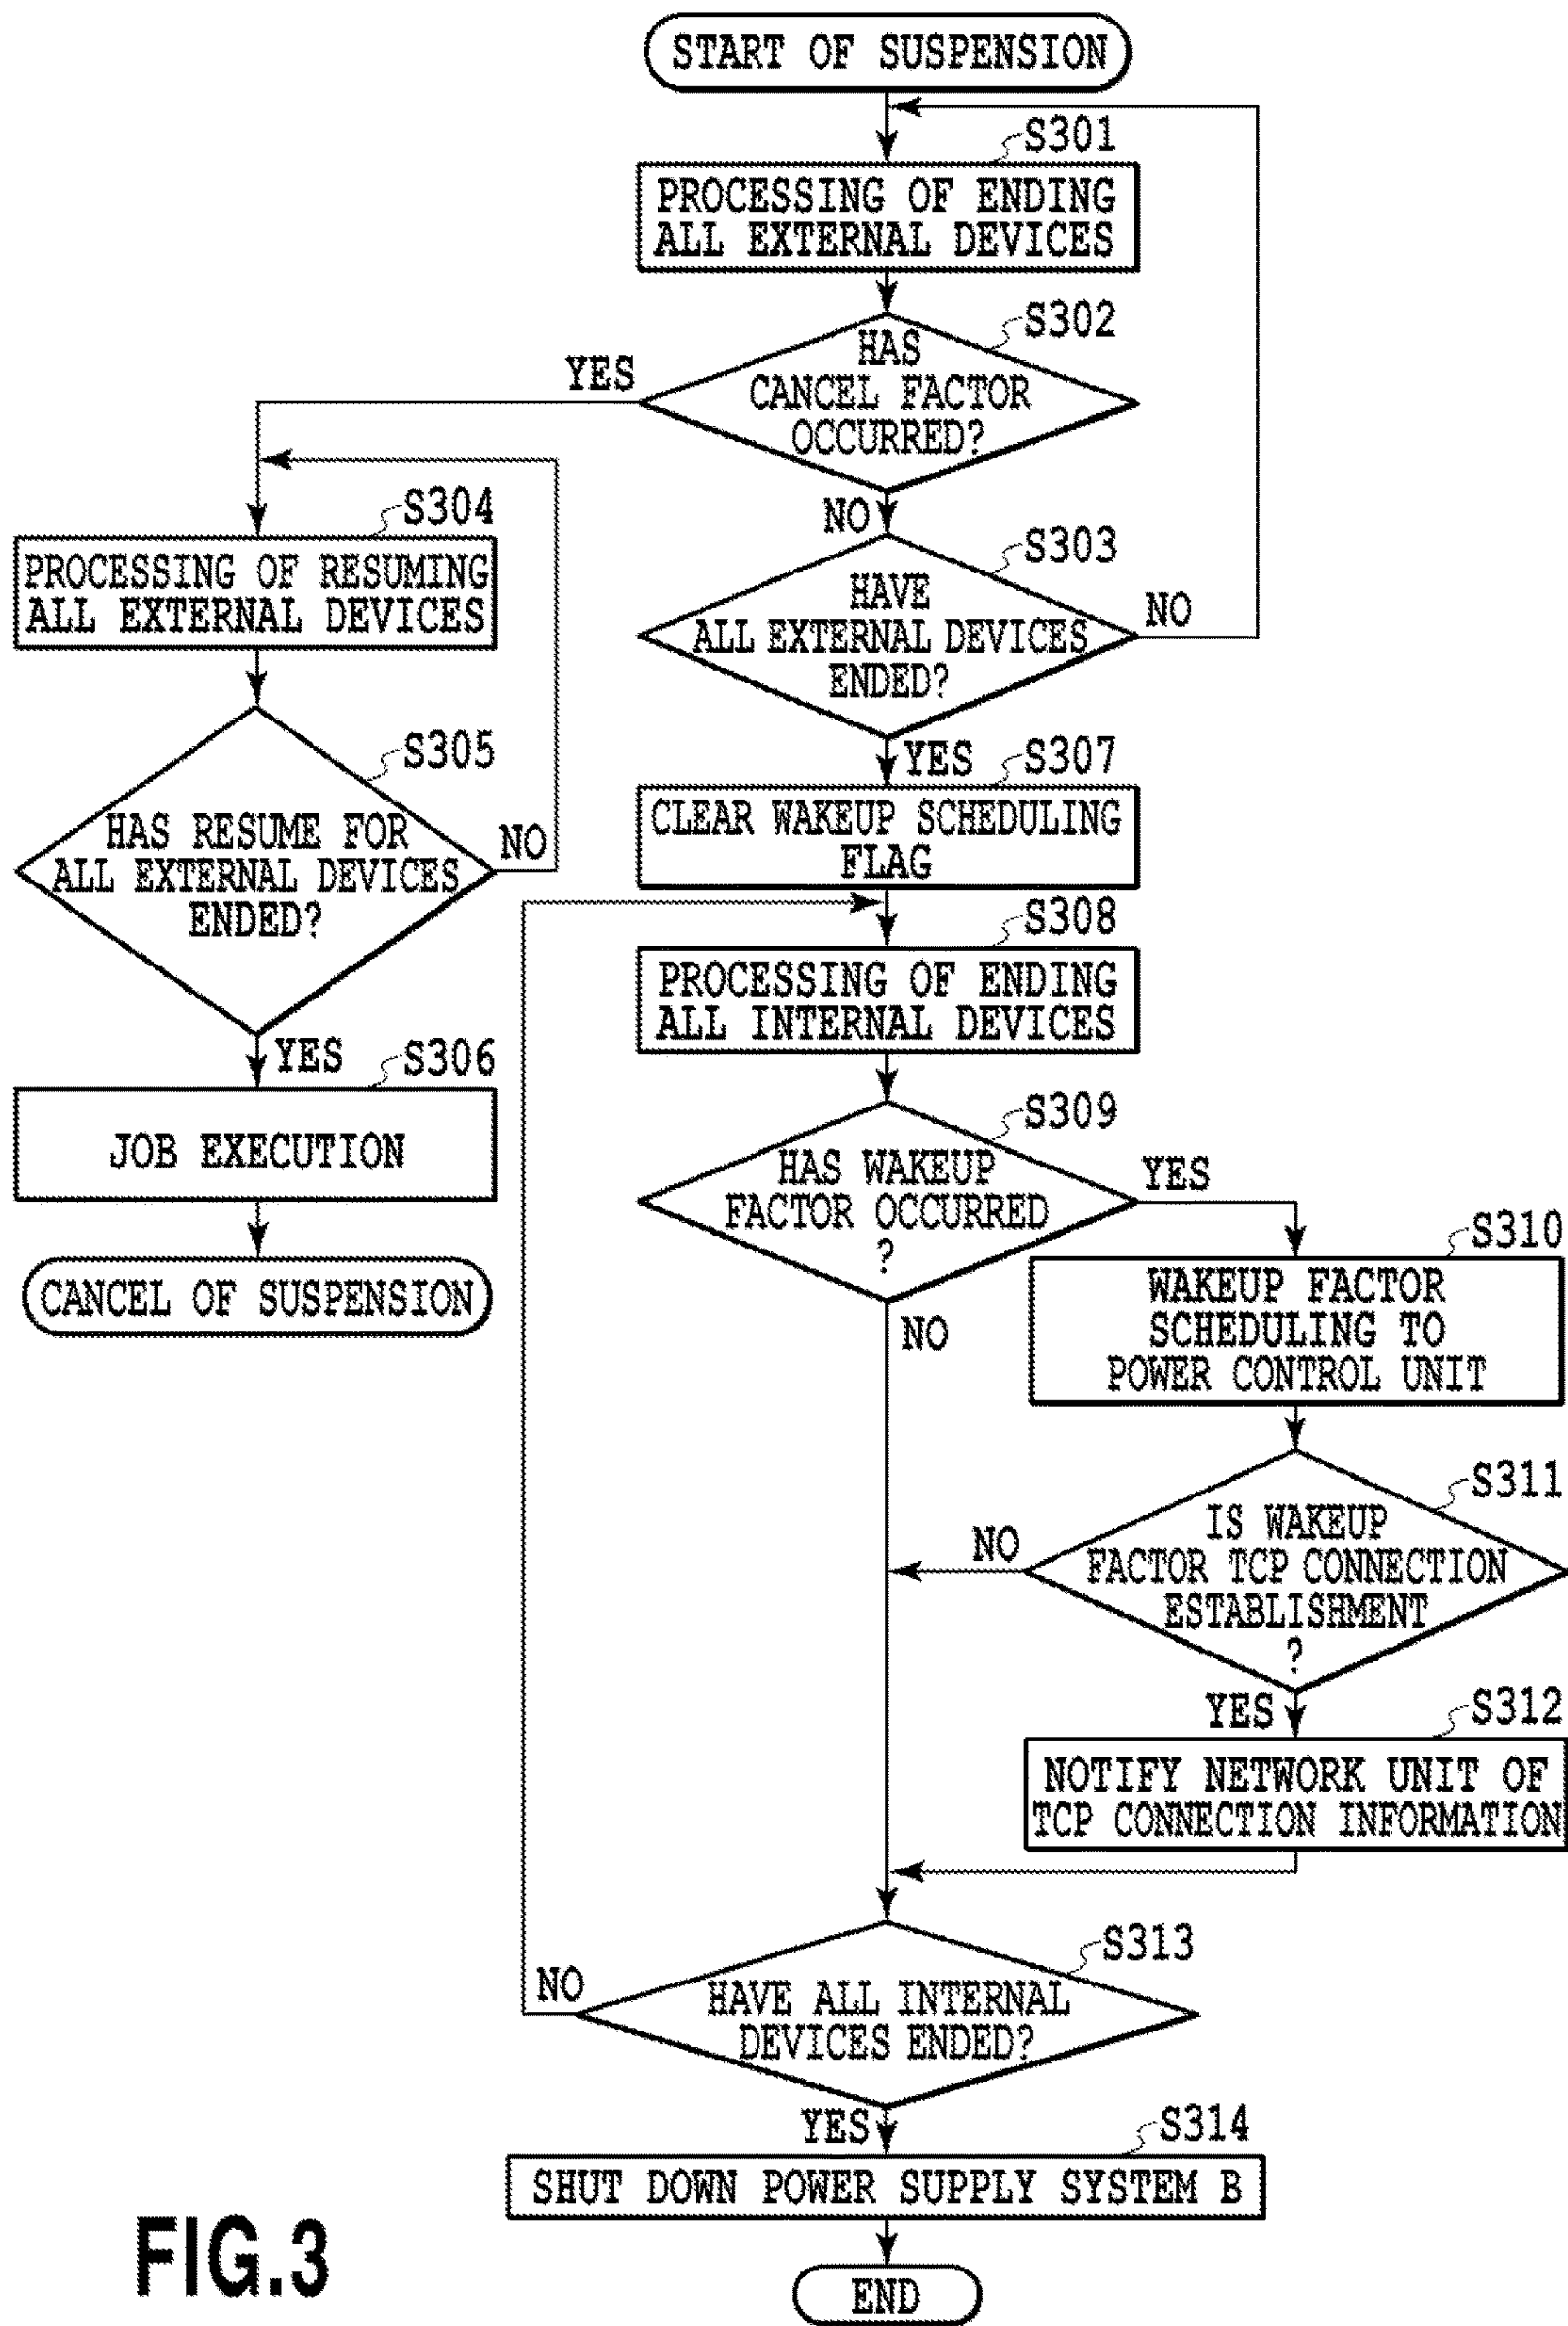 START OF SUSPENSION
S301
PROCESSING OF ENDING
ALL EXTERNAL DEVICES
S302
HAS
CANCEL FACTOR
OCCURRED?
YES
NO
S303
HAVE
ALL EXTERNAL DEVICES
ENDED?
NO
YES
S304
PROCESSING OF RESUMING
ALL EXTERNAL DEVICES
S305
HAS RESUME FOR
ALL EXTERNAL DEVICES
ENDED?
NO
YES
S306
JOB EXECUTION
CANCEL OF SUSPENSION
S307
CLEAR WAKEUP SCHEDULING
FLAG
S308
PROCESSING OF ENDING
ALL INTERNAL DEVICES
S309
HAS WAKEUP
FACTOR OCCURRED
?
YES
NO
S310
WAKEUP FACTOR
SCHEDULING TO
POWER CONTROL UNIT
S311
IS WAKEUP
FACTOR TCP CONNECTION
ESTABLISHMENT
?
NO
YES
S312
NOTIFY NETWORK UNIT OF
TCP CONNECTION INFORMATION
S313
HAVE ALL INTERNAL
DEVICES ENDED?
NO
YES
S314
SHUT DOWN POWER SUPPLY SYSTEM B
END
FIG.3